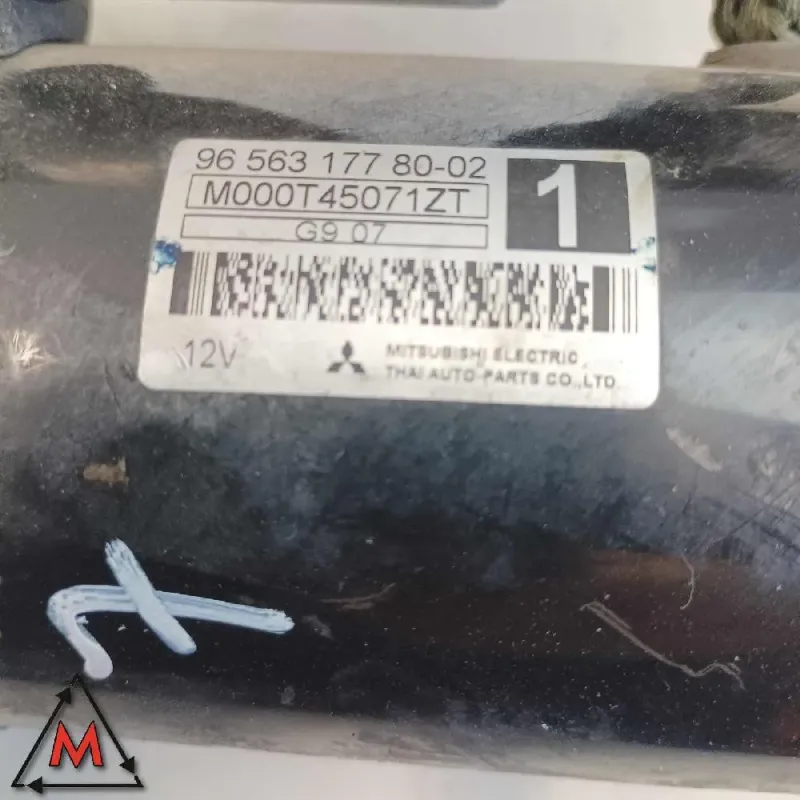 96 563 177 80-02
1
M000T45071ZT
G9 07
12V
MITSUBISHI ELECTRIC
THAI AUTO-PARTS CO.,LTD.
M